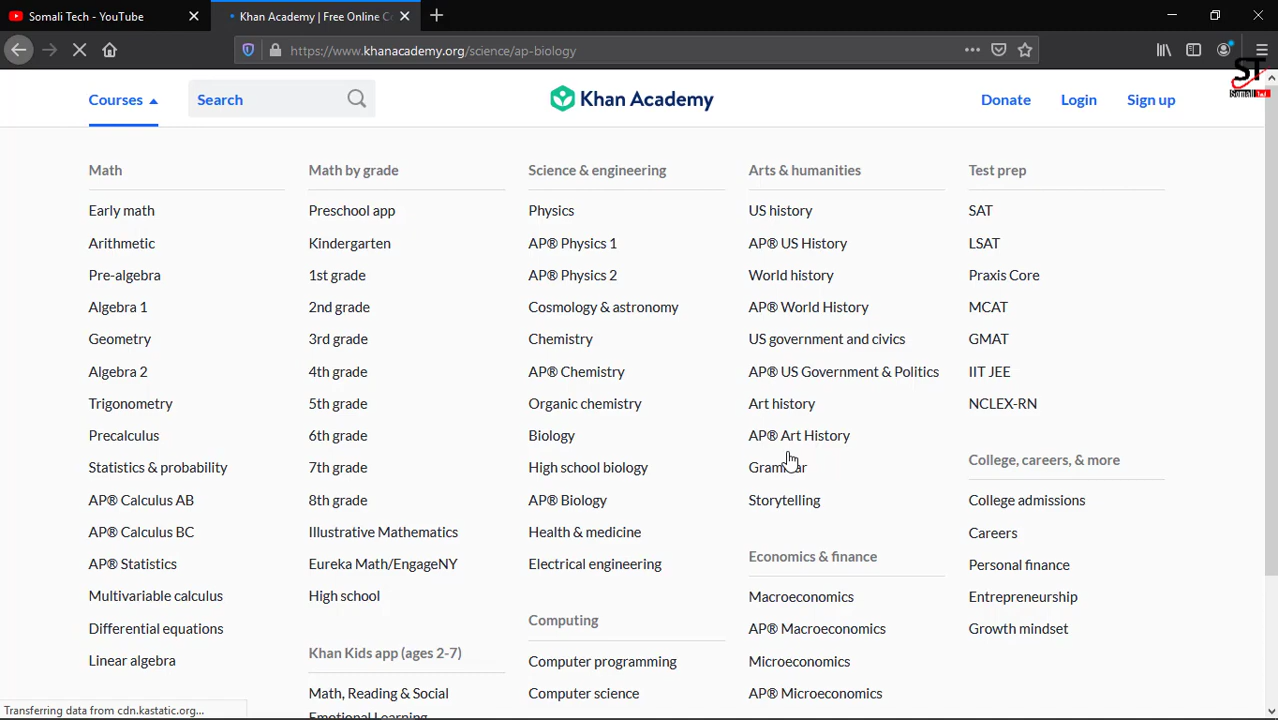 Somali Tech - YouTube
Khan Academy | Free Online C
https://www.khanacademy.org/science/ap-biology
ST
Courses
Search
Khan Academy
Donate
Login
Sign up
Math
Early math
Arithmetic
Pre-algebra
Algebra 1
Geometry
Algebra 2
Trigonometry
Precalculus
Statistics & probability
AP® Calculus AB
AP® Calculus BC
AP® Statistics
Multivariable calculus
Differential equations
Linear algebra
Math by grade
Preschool app
Kindergarten
1st grade
2nd grade
3rd grade
4th grade
5th grade
6th grade
7th grade
8th grade
Illustrative Mathematics
Eureka Math/EngageNY
High school
Khan Kids app (ages 2-7)
Math, Reading & Social
Emotional Learning
Science & engineering
Physics
AP® Physics 1
AP® Physics 2
Cosmology & astronomy
Chemistry
AP® Chemistry
Organic chemistry
Biology
High school biology
AP® Biology
Health & medicine
Electrical engineering
Computing
Computer programming
Computer science
Arts & humanities
US history
AP® US History
World history
AP® World History
US government and civics
AP® US Government & Politics
Art history
AP® Art History
Grammar
Storytelling
Economics & finance
Macroeconomics
AP® Macroeconomics
Microeconomics
AP® Microeconomics
Test prep
SAT
LSAT
Praxis Core
MCAT
GMAT
IIT JEE
NCLEX-RN
College, careers, & more
College admissions
Careers
Personal finance
Entrepreneurship
Growth mindset
Transferring data from cdn.kastatic.org...